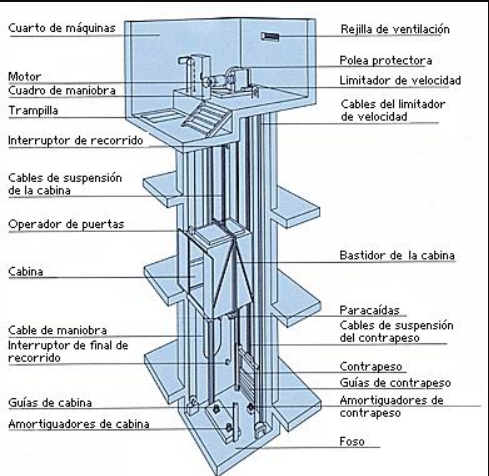 Cuarto de máquinas
Motor
Cuadro de maniobra
Trampilla
Interruptor de recorrido
Cables de suspensión
de la cabina
Operador de puertas
Cabina
Cable de maniobra
Interruptor de final de
recorrido
Guías de cabina
Amortiguadores de cabina
Rejilla de ventilación
Polea protectora
Limitador de velocidad
Cables del limitador
de velocidad
Bastidor de la cabina
Paracaídas
Cables de suspensión
del contrapeso
Contrapeso
Guías de contrapeso
Amortiguadores de
contrapeso
Foso